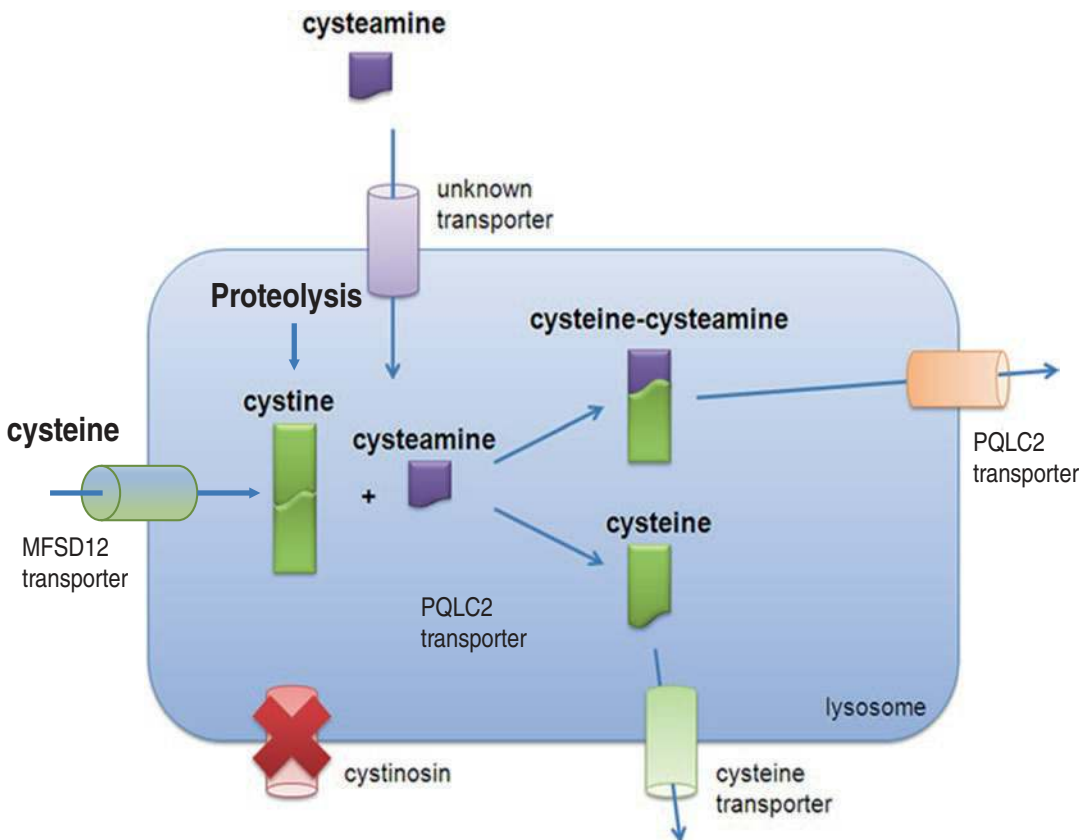 cysteamine
unknown
transporter
Proteolysis
cysteine-cysteamine
cystine
cysteine
cysteamine
PQLC2
transporter
+
cysteine
MFSD12
transporter
PQLC2
transporter
lysosome
cystinosin
cysteine
transporter